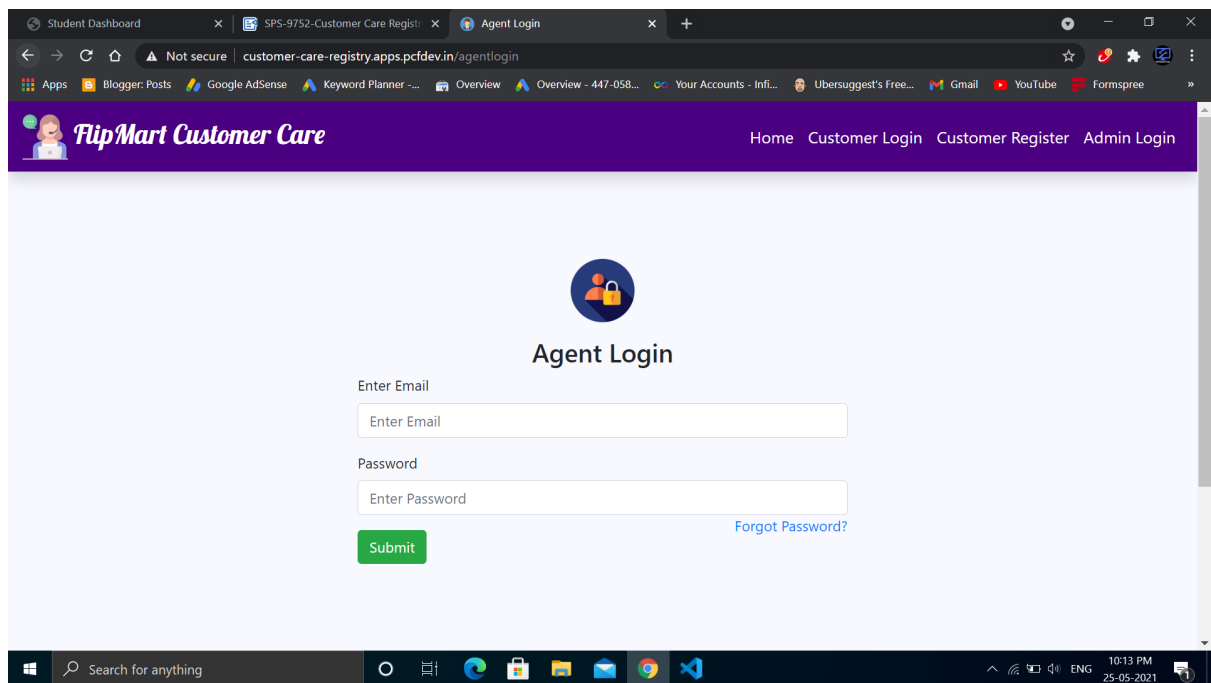 Student Dashboard
SPS-9752-Customer Care Registr
Agent Login
Not secure
customer-care-registry.apps.pcfdev.in/agentlogin
Apps
Blogger: Posts
Google AdSense
Keyword Planner -...
Overview
Overview - 447-058...
Your Accounts - Infi...
Ubersuggest's Free...
Gmail
YouTube
Formspree
»
FlipMart Customer Care
Home Customer Login Customer Register Admin Login
Agent Login
Enter Email
Enter Email
Password
Enter Password
Forgot Password?
Submit
Search for anything
ENG
10:13 PM
25-05-2021
1